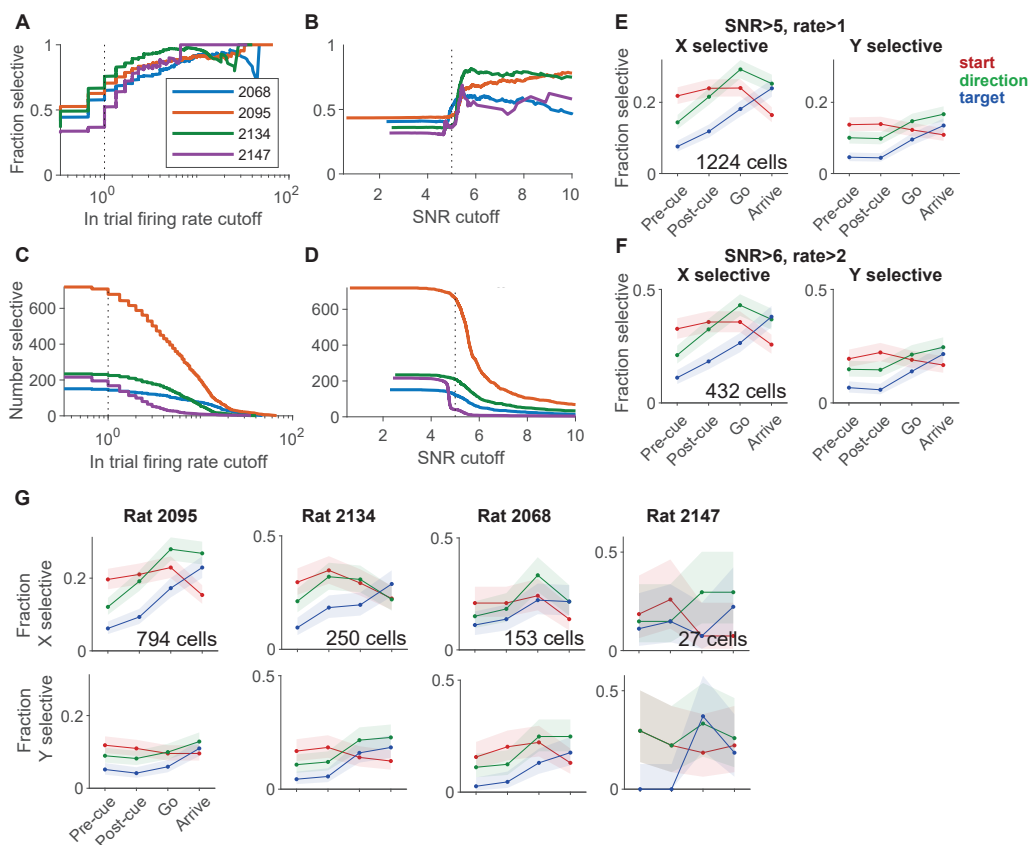 A
Fraction selective
1
0.5
0
10^0
10^2
In trial firing rate cutoff
2068
2095
2134
2147
B
1
0.5
0
2
4
6
8
10
SNR cutoff
C
Number selective
600
400
200
0
10^0
10^2
In trial firing rate cutoff
D
600
400
200
0
2
4
6
8
10
SNR cutoff
E
SNR>5, rate>1
X selective
Y selective
start
direction
target
Fraction selective
0.2
0
1224 cells
Pre-cue
Post-cue
Go
Arrive
0.2
0
Pre-cue
Post-cue
Go
Arrive
F
SNR>6, rate>2
X selective
Y selective
Fraction selective
0.5
0
432 cells
Pre-cue
Post-cue
Go
Arrive
0.5
0
Pre-cue
Post-cue
Go
Arrive
G
Rat 2095
Rat 2134
Rat 2068
Rat 2147
Fraction
X selective
0.2
0
794 cells
0.5
0
250 cells
0.5
0
153 cells
0.5
0
27 cells
Fraction
Y selective
0.2
0
Pre-cue
Post-cue
Go
Arrive
0.5
0
0.5
0
0.5
0